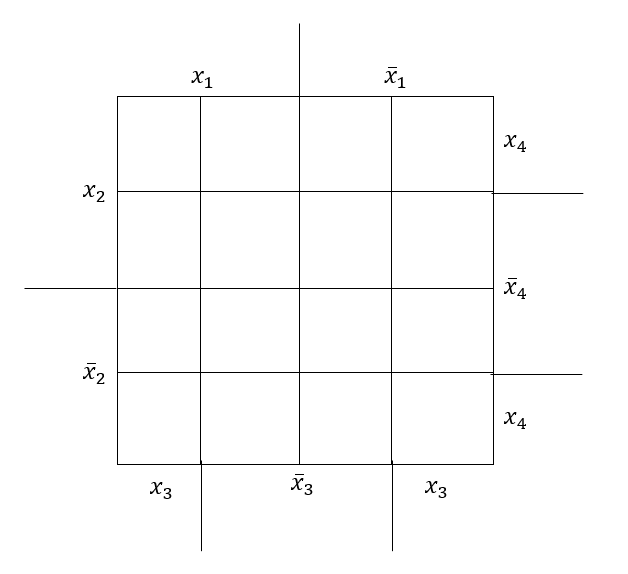 x₁ x̄₁
x₄
x₂
x̄₄
x̄₂
x₄
x₃ x̄₃ x₃